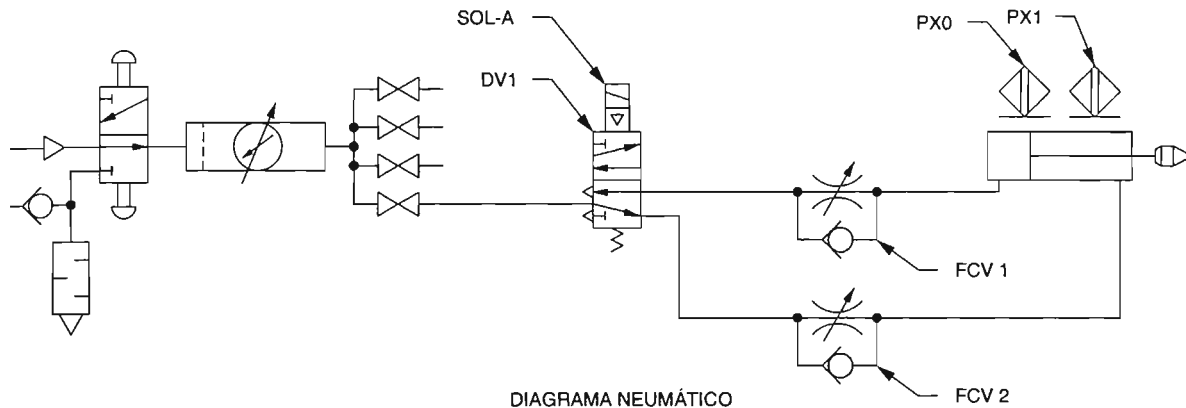 SOL-A
PX0
PX1
DV1
FCV 1
FCV 2
DIAGRAMA NEUMÁTICO